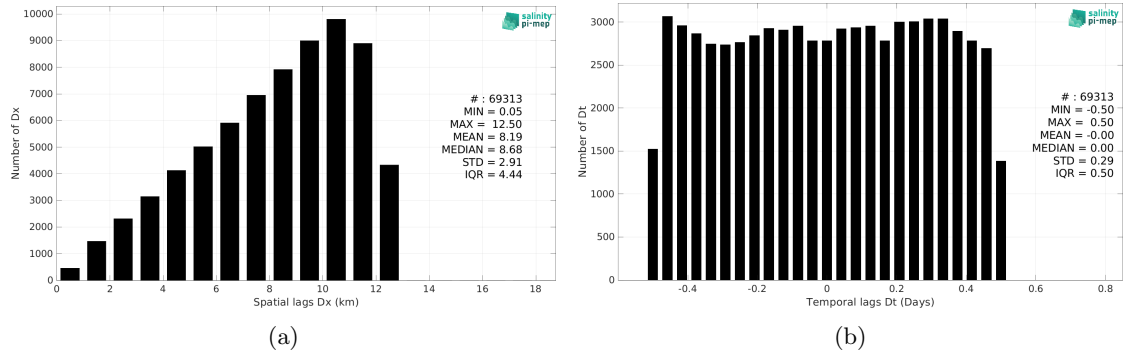 10000
9000
8000
7000
6000
5000
4000
3000
2000
1000
0
Number of Dx
0 2 4 6 8 10 12 14 16 18
Spatial lags Dx (km)
salinity
pi-mep
# : 69313
MIN = 0.05
MAX = 12.50
MEAN = 8.19
MEDIAN = 8.68
STD = 2.91
IQR = 4.44
(a)
3000
2500
2000
1500
1000
500
0
Number of Dt
-0.4 -0.2 0 0.2 0.4 0.6 0.8
Temporal lags Dt (Days)
salinity
pi-mep
# : 69313
MIN = -0.50
MAX = 0.50
MEAN = -0.00
MEDIAN = 0.00
STD = 0.29
IQR = 0.50
(b)